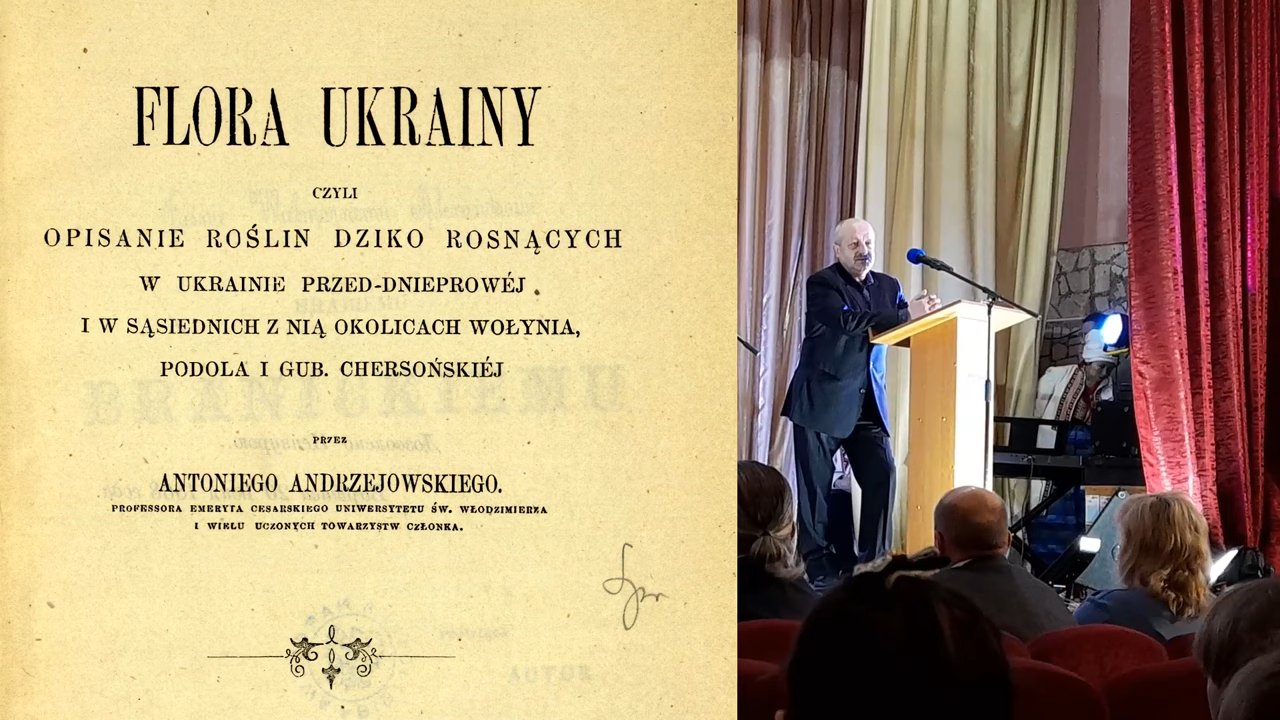 FLORA UKRAINY
CZYLI
OPISANIE ROŚLIN DZIKO ROSNĄCYCH
W UKRAINIE PRZED-DNIEPROWÉJ
I W SĄSIEDNICH Z NIĄ OKOLICACH WOŁYNIA,
PODOLA I GUB. CHERSOŃSKIÉJ
PRZEZ
ANTONIEGO ANDRZEJOWSKIEGO.
PROFESSORA EMERYTA CESARSKIEGO UNIWERSYTETU ŚW. WŁODZIMIERZA
I WIELU UCZONYCH TOWARZYSTW CZŁONKA.